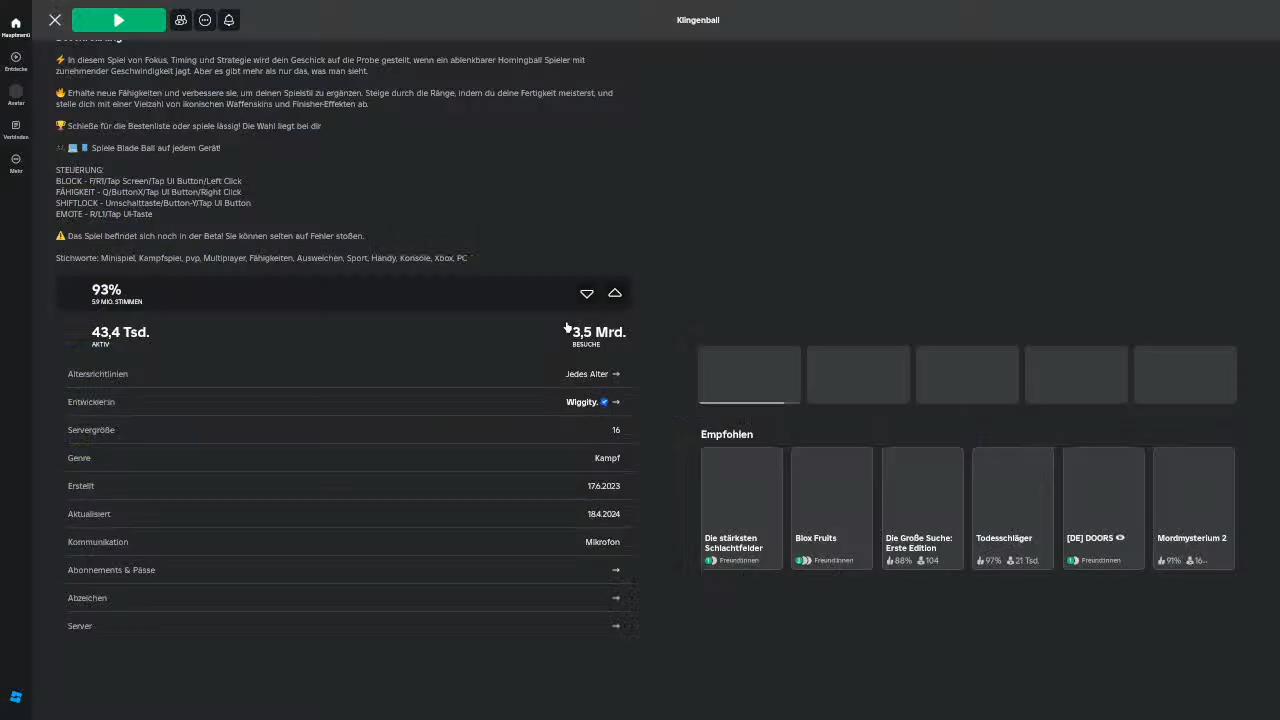 Klingenball
Hauptmenü
Entdecke
Avatar
Verbinden
Mehr
⚡ In diesem Spiel von Fokus, Timing und Strategie wird dein Geschick auf die Probe gestellt, wenn ein ablenkbarer Homingball Spieler mit
zunehmender Geschwindigkeit jagt. Aber es gibt mehr als nur das, was man sieht.
🔥 Erhalte neue Fähigkeiten und verbessere sie, um deinen Spielstil zu ergänzen. Steige durch die Ränge, indem du deine Fertigkeit meisterst, und
stelle dich mit einer Vielzahl von ikonischen Waffenskins und Finisher-Effekten ab.
🏆 Schieße für die Bestenliste oder spiele lässig! Die Wahl liegt bei dir
🎮 💻 📱 Spiele Blade Ball auf jedem Gerät!
STEUERUNG:
BLOCK - F/R1/Tap Screen/Tap UI Button/Left Click
FÄHIGKEIT - Q/ButtonX/Tap UI Button/Right Click
SHIFTLOCK - Umschalttaste/Button-Y/Tap UI Button
EMOTE - R/L1/Tap UI-Taste
⚠️ Das Spiel befindet sich noch in der Beta! Sie können selten auf Fehler stoßen.
Stichworte: Minispiel, Kampfspiel, pvp, Multiplayer, Fähigkeiten, Ausweichen, Sport, Handy, Konsole, Xbox, PC
93%
5.9 MIO. STIMMEN
43,4 Tsd.
AKTIV
3,5 Mrd.
BESUCHE
Altersrichtlinien Jedes Alter →
Entwickler:in Wiggity. →
Servergröße 16
Genre Kampf
Erstellt 17.6.2023
Aktualisiert 18.4.2024
Kommunikation Mikrofon
Abonnements & Pässe →
Abzeichen →
Server →
Empfohlen
Die stärksten
Schlachtfelder
Freund:innen
Blox Fruits
Freund:innen
Die Große Suche:
Erste Edition
88% 104
Todesschläger
97% 21 Tsd.
[DE] DOORS 👁
Freund:innen
Mordmysterium 2
91% 16...